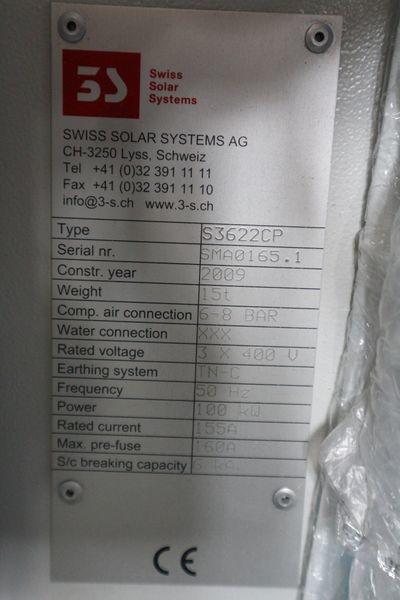 3S Swiss
Solar
Systems
SWISS SOLAR SYSTEMS AG
CH-3250 Lyss, Schweiz
Tel +41 (0)32 391 11 11
Fax +41 (0)32 391 11 10
info@3-s.ch www.3-s.ch
Type S3622CP
Serial nr. SMA0165.1
Constr. year 2009
Weight 15t
Comp. air connection 6-8 BAR
Water connection XXX
Rated voltage 3 X 400 V
Earthing system TN-C
Frequency 50 Hz
Power 100 kW
Rated current 155A
Max. pre-fuse 160A
S/c breaking capacity kA
CE